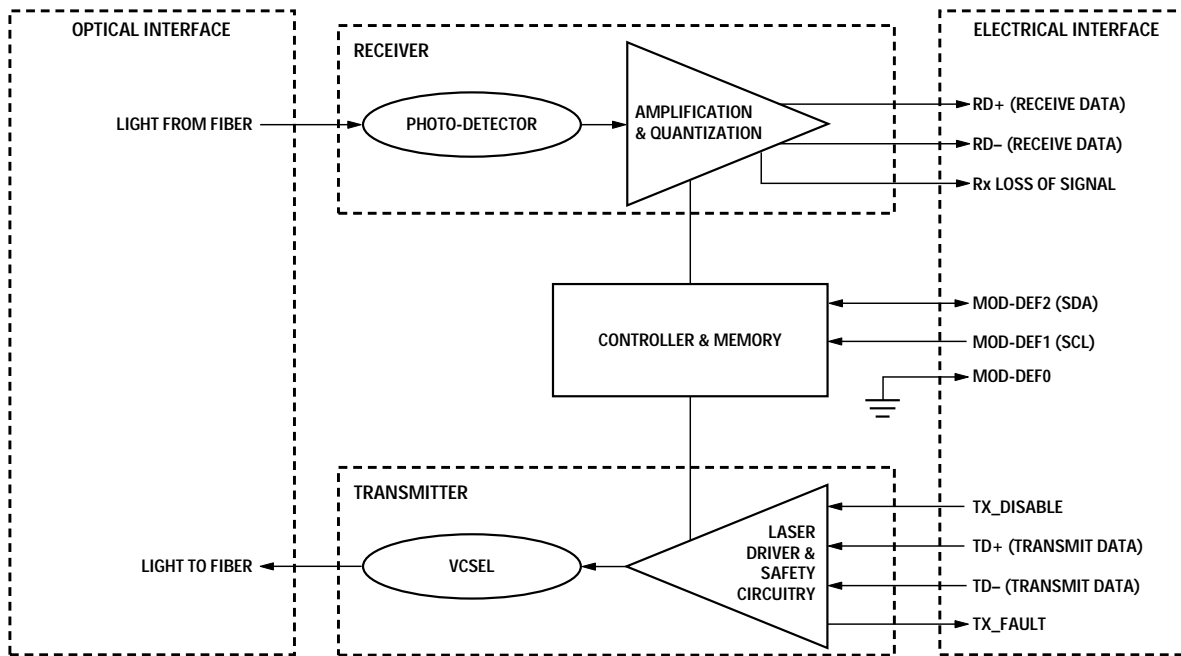 OPTICAL INTERFACE
ELECTRICAL INTERFACE
RECEIVER
LIGHT FROM FIBER
PHOTO-DETECTOR
AMPLIFICATION
& QUANTIZATION
RD+ (RECEIVE DATA)
RD– (RECEIVE DATA)
Rx LOSS OF SIGNAL
CONTROLLER & MEMORY
MOD-DEF2 (SDA)
MOD-DEF1 (SCL)
MOD-DEF0
TRANSMITTER
LIGHT TO FIBER
VCSEL
LASER
DRIVER &
SAFETY
CIRCUITRY
TX_DISABLE
TD+ (TRANSMIT DATA)
TD– (TRANSMIT DATA)
TX_FAULT